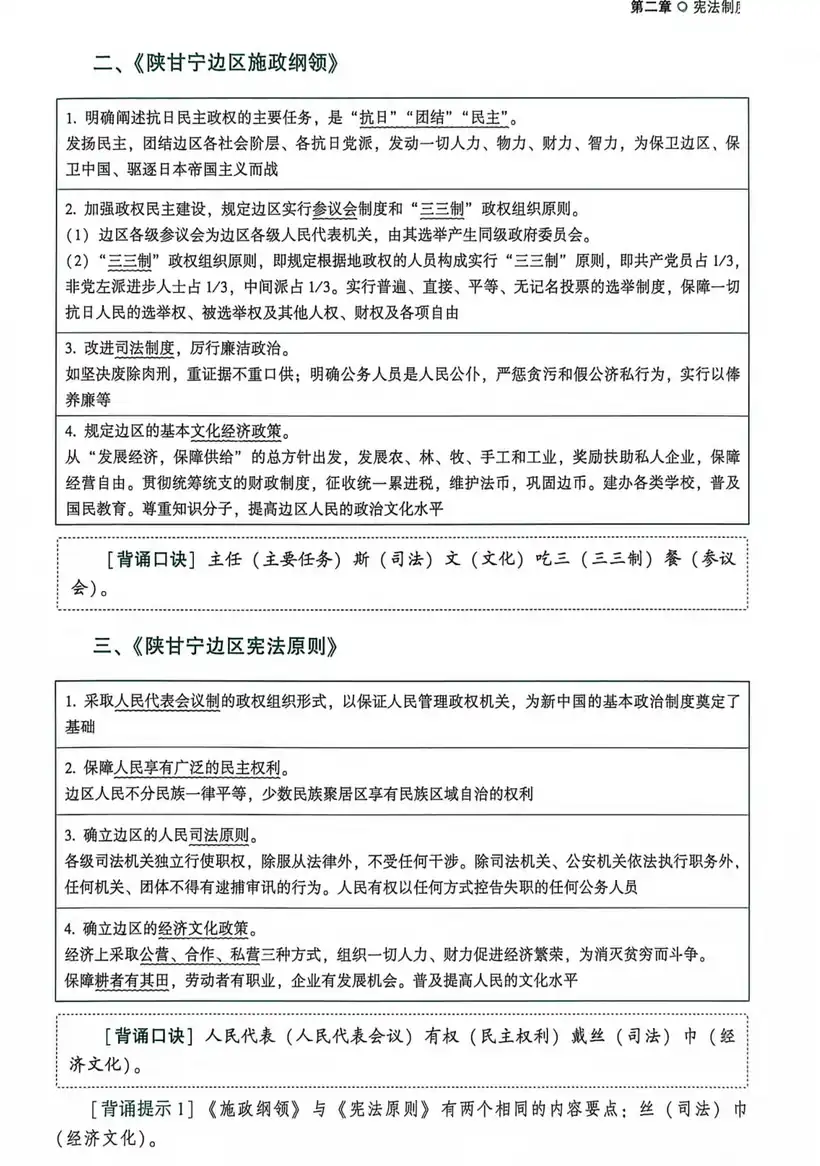 第二章 ○ 宪法制度
二、《陕甘宁边区施政纲领》
1. 明确阐述抗日民主政权的主要任务，是“抗日”“团结”“民主”。
发扬民主，团结边区各社会阶层、各抗日党派，发动一切人力、物力、财力、智力，为保卫边区、保
卫中国、驱逐日本帝国主义而战
2. 加强政权民主建设，规定边区实行参议会制度和“三三制”政权组织原则。
（1）边区各级参议会为边区各级人民代表机关，由其选举产生同级政府委员会。
（2）“三三制”政权组织原则，即规定根据地政权的人员构成实行“三三制”原则，即共产党员占 1/3，
非党左派进步人士占 1/3，中间派占 1/3。实行普遍、直接、平等、无记名投票的选举制度，保障一切
抗日人民的选举权、被选举权及其他人权、财权及各项自由
3. 改进司法制度，厉行廉洁政治。
如坚决废除肉刑，重证据不重口供；明确公务人员是人民公仆，严惩贪污和假公济私行为，实行以俸
养廉等
4. 规定边区的基本文化经济政策。
从“发展经济，保障供给”的总方针出发，发展农、林、牧、手工和工业，奖励扶助私人企业，保障
经营自由。贯彻统筹统支的财政制度，征收统一累进税，维护法币，巩固边币。建办各类学校，普及
国民教育。尊重知识分子，提高边区人民的政治文化水平
［背诵口诀］主任（主要任务）斯（司法）文（文化）吃三（三三制）餐（参议
会）。
三、《陕甘宁边区宪法原则》
1. 采取人民代表会议制的政权组织形式，以保证人民管理政权机关，为新中国的基本政治制度奠定了
基础
2. 保障人民享有广泛的民主权利。
边区人民不分民族一律平等，少数民族聚居区享有民族区域自治的权利
3. 确立边区的人民司法原则。
各级司法机关独立行使职权，除服从法律外，不受任何干涉。除司法机关、公安机关依法执行职务外，
任何机关、团体不得有逮捕审讯的行为。人民有权以任何方式控告失职的任何公务人员
4. 确立边区的经济文化政策。
经济上采取公营、合作、私营三种方式，组织一切人力、财力促进经济繁荣，为消灭贫穷而斗争。
保障耕者有其田，劳动者有职业，企业有发展机会。普及提高人民的文化水平
［背诵口诀］人民代表（人民代表会议）有权（民主权利）戴丝（司法）巾（经
济文化）。
［背诵提示 1］《施政纲领》与《宪法原则》有两个相同的内容要点：丝（司法）巾
（经济文化）。